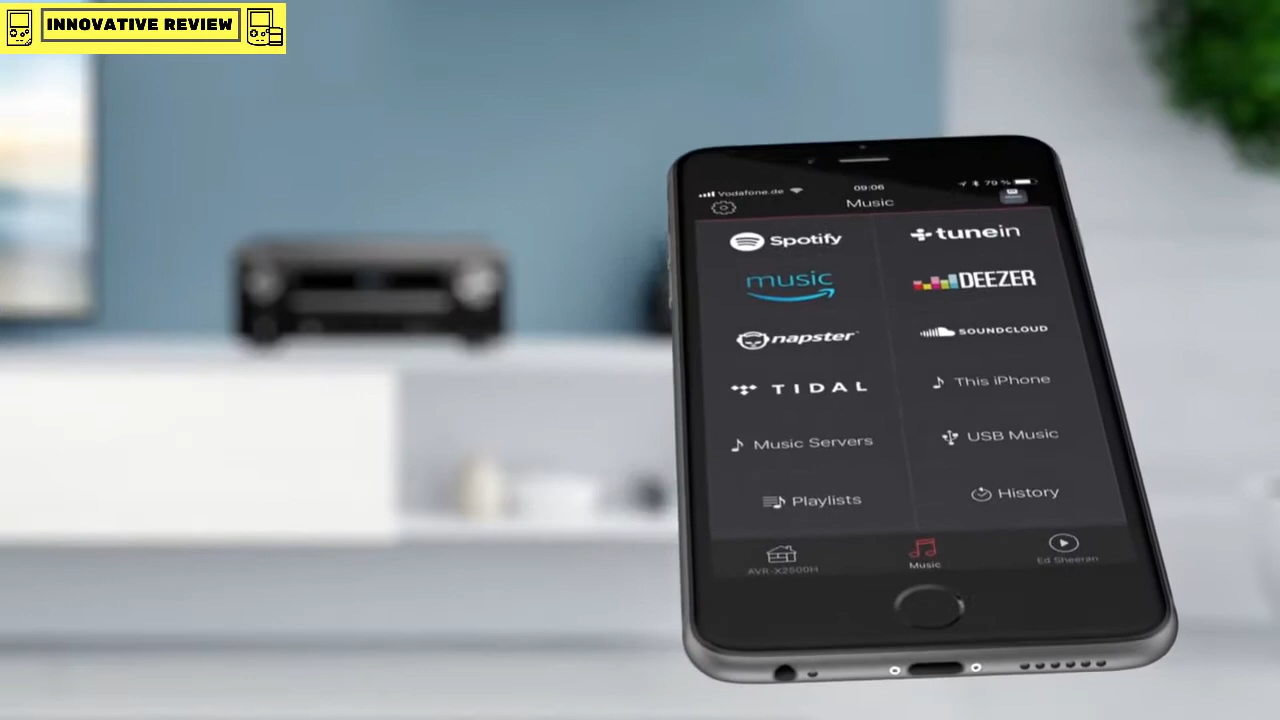 INNOVATIVE REVIEW
Vodafone.de
09:06
79 %
Music
Spotify
tunein
music
DEEZER
napster
SOUNDCLOUD
TIDAL
This iPhone
Music Servers
USB Music
Playlists
History
AVR-X2500H
Music
Ed Sheeran